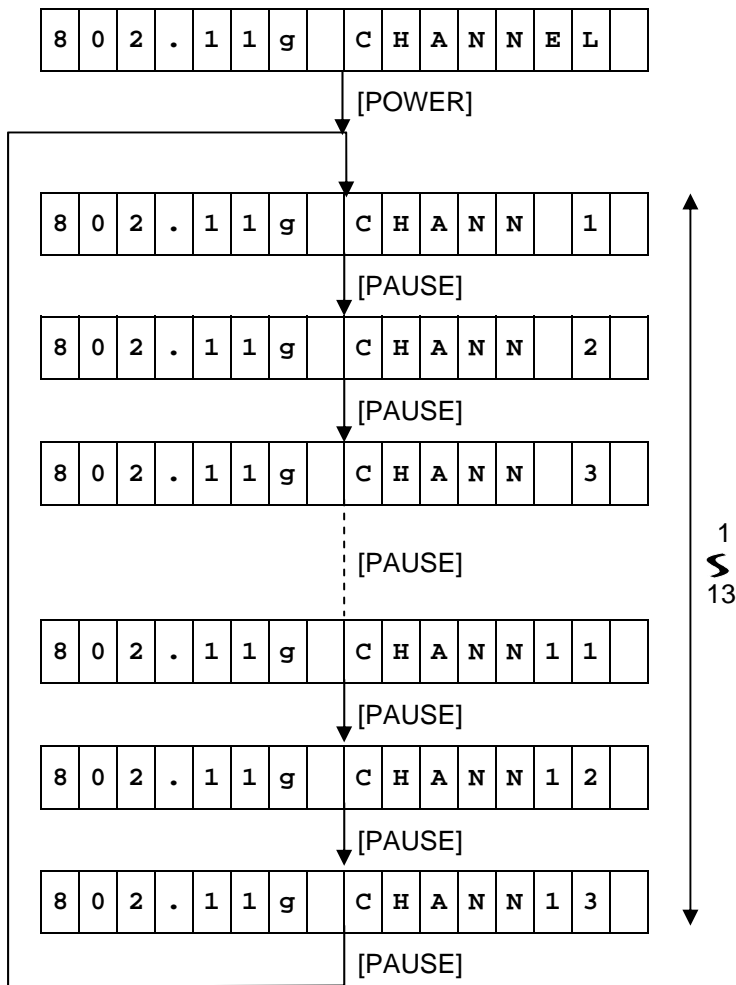 802.11g CHANNEL
[POWER]
802.11g CHANN 1
[PAUSE]
802.11g CHANN 2
[PAUSE]
802.11g CHANN 3
[PAUSE]
1
13
802.11g CHANN11
[PAUSE]
802.11g CHANN12
[PAUSE]
802.11g CHANN13
[PAUSE]